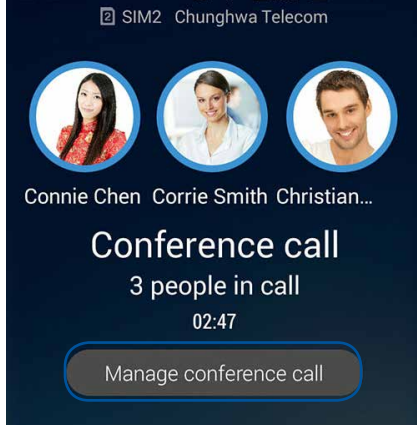 2 SIM2 Chunghwa Telecom
Connie Chen Corrie Smith Christian...
Conference call
3 people in call
02:47
Manage conference call